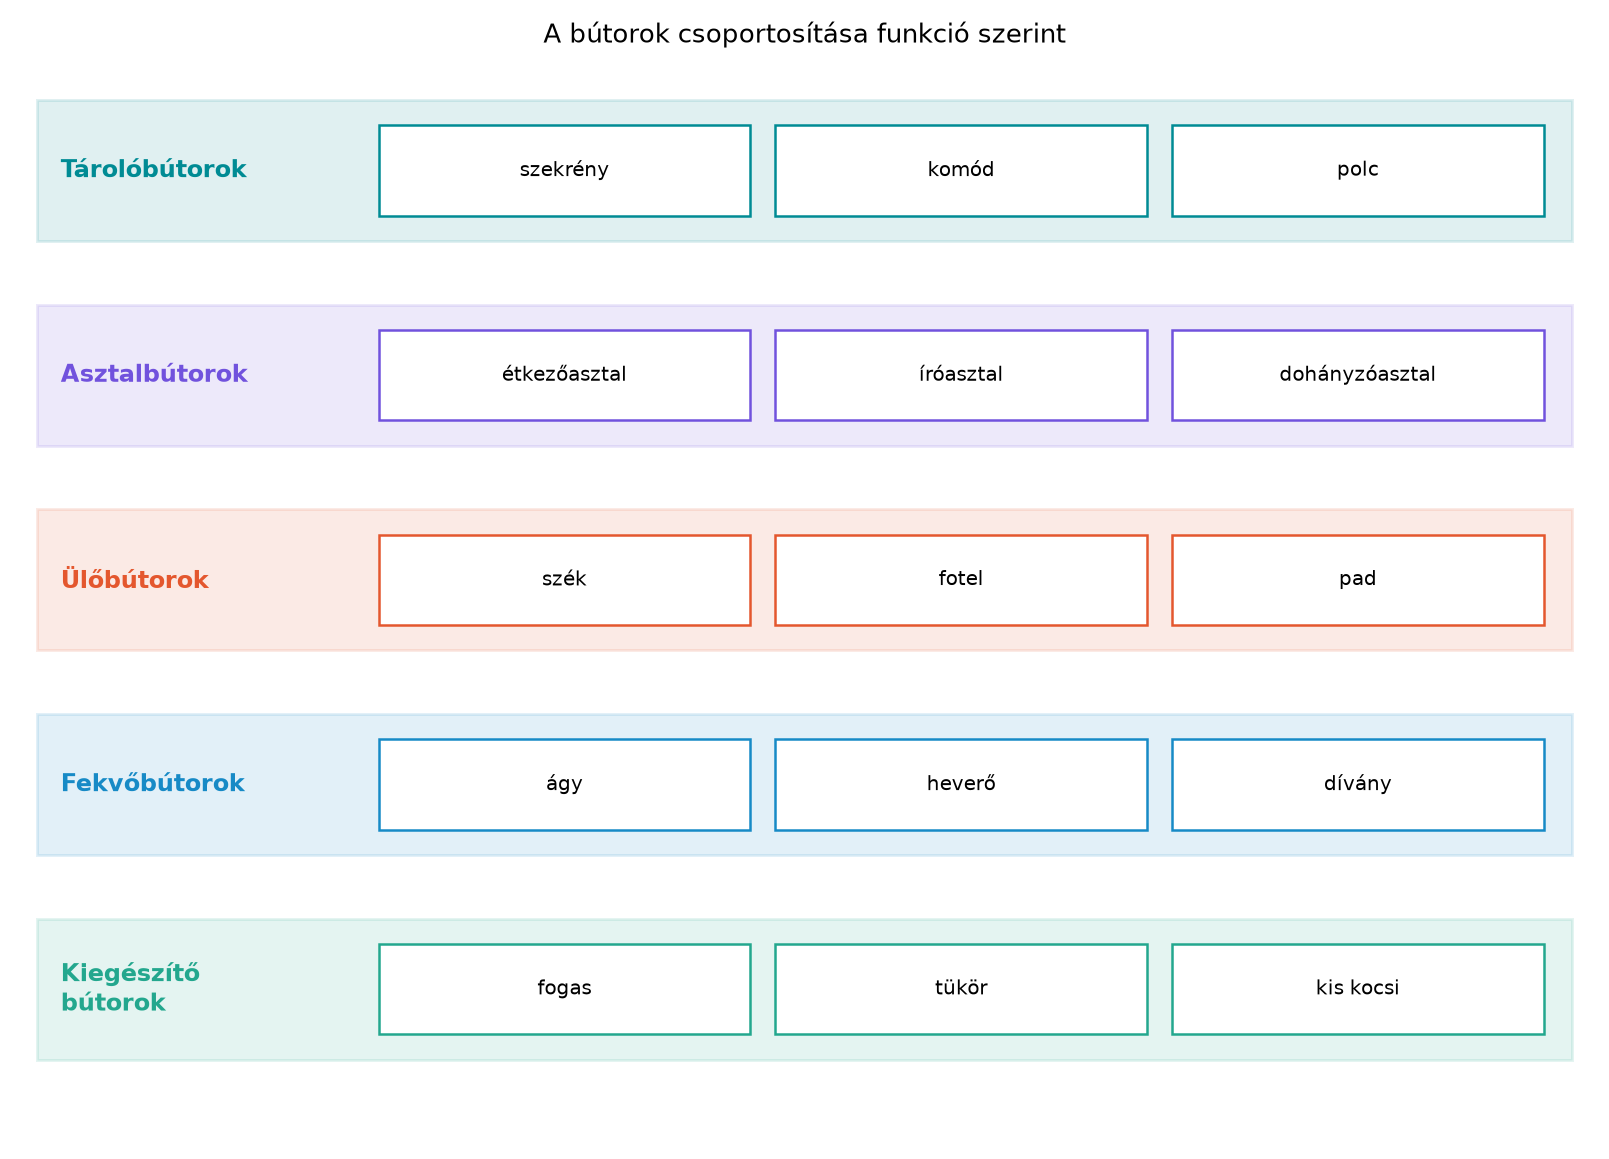 A bútorok csoportosítása funkció szerint
Tárolóbútorok
szekrény
komód
polc
Asztalbútorok
étkezőasztal
íróasztal
dohányzóasztal
Ülőbútorok
szék
fotel
pad
Fekvőbútorok
ágy
heverő
dívány
Kiegészítő
bútorok
fogas
tükör
kis kocsi